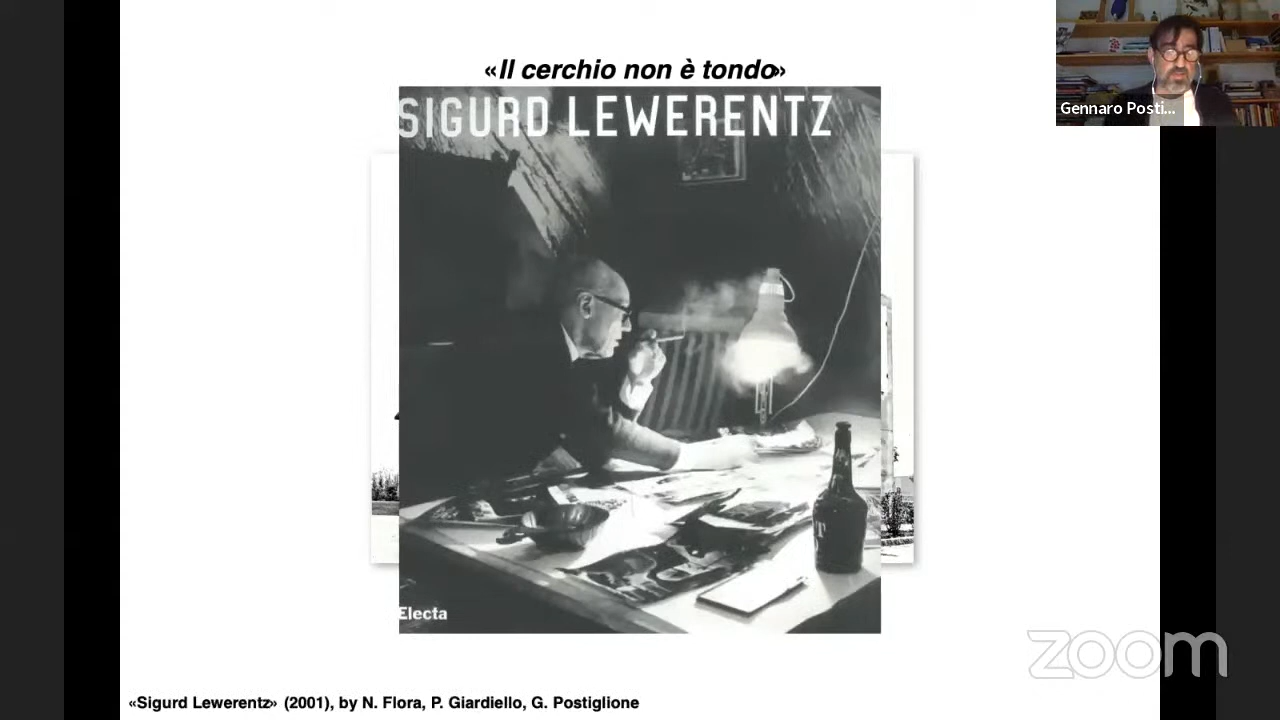 «Il cerchio non è tondo»
SIGURD LEWERENTZ
Gennaro Posti...
Electa
zoom
«Sigurd Lewerentz» (2001), by N. Flora, P. Giardiello, G. Postiglione